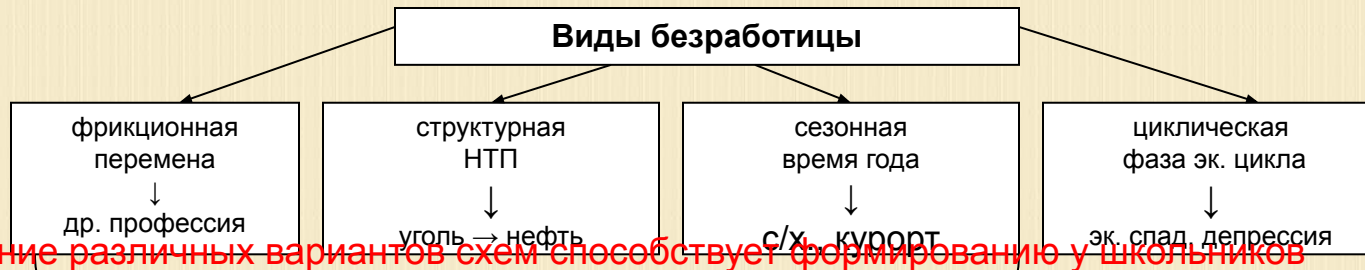 Виды безработицы
фрикционная
перемена
↓
др. профессия
структурная
НТП
↓
уголь → нефть
сезонная
время года
↓
с/х., курорт
циклическая
фаза эк. цикла
↓
эк. спад, депрессия
ние различных вариантов схем способствует формированию у школьников